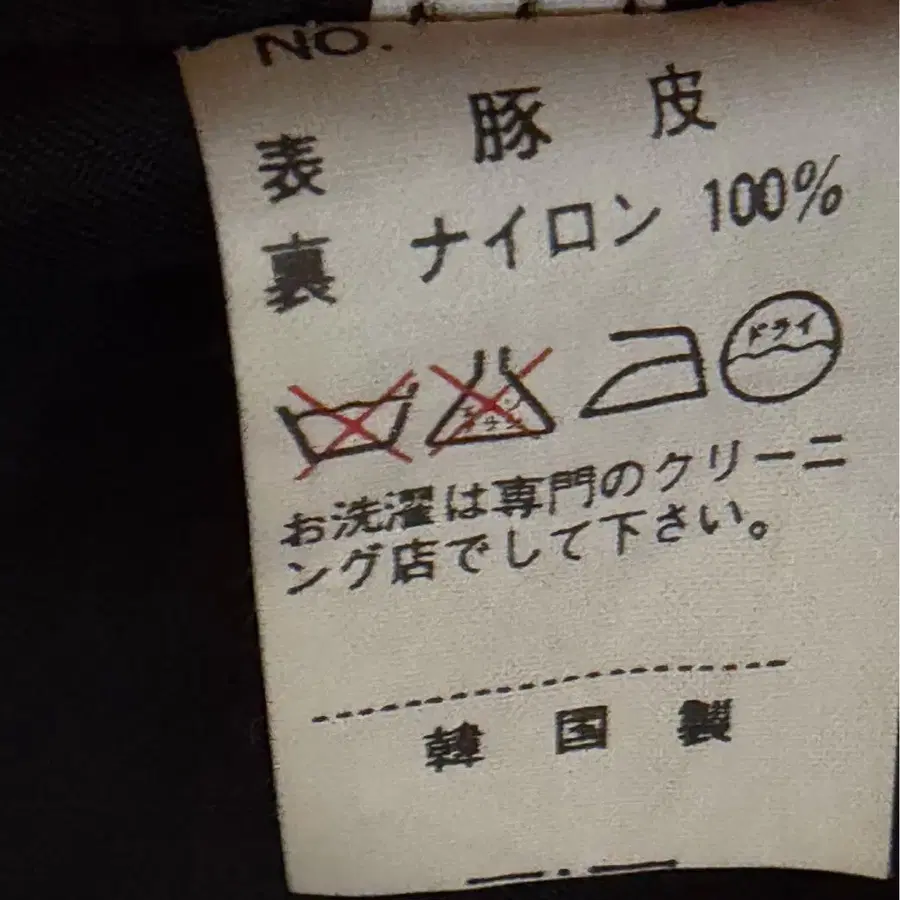 NO.
表 豚皮
裏 ナイロン 100%
ドライ
お洗濯は専門のクリーニ
ング店でして下さい。
韓国製